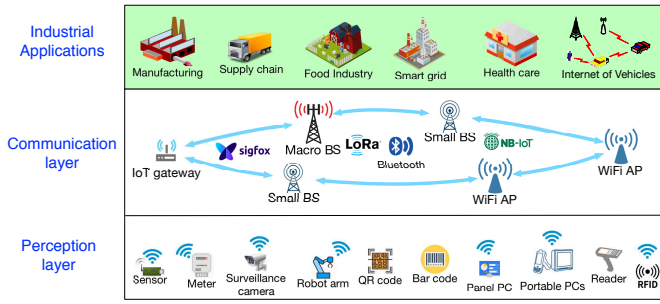 Industrial
Applications
Manufacturing
Supply chain
Food Industry
Smart grid
Health care
Internet of Vehicles
Communication
layer
IoT gateway
sigfox
Macro BS
LoRa
Bluetooth
Small BS
NB-IoT
WiFi AP
Small BS
WiFi AP
Perception
layer
Sensor
Meter
Surveillance
camera
Robot arm
QR code
Bar code
Panel PC
Portable PCs
Reader
RFID